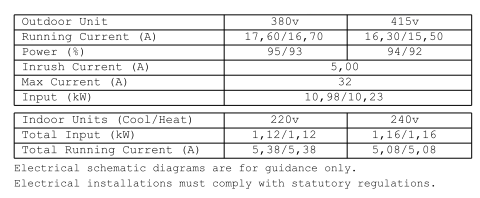 Outdoor Unit 380v 415v
Running Current (A) 17,60/16,70 16,30/15,50
Power (%) 95/93 94/92
Inrush Current (A) 5,00
Max Current (A) 32
Input (kW) 10,98/10,23
Indoor Units (Cool/Heat) 220v 240v
Total Input (kW) 1,12/1,12 1,16/1,16
Total Running Current (A) 5,38/5,38 5,08/5,08
Electrical schematic diagrams are for guidance only.
Electrical installations must comply with statutory regulations.